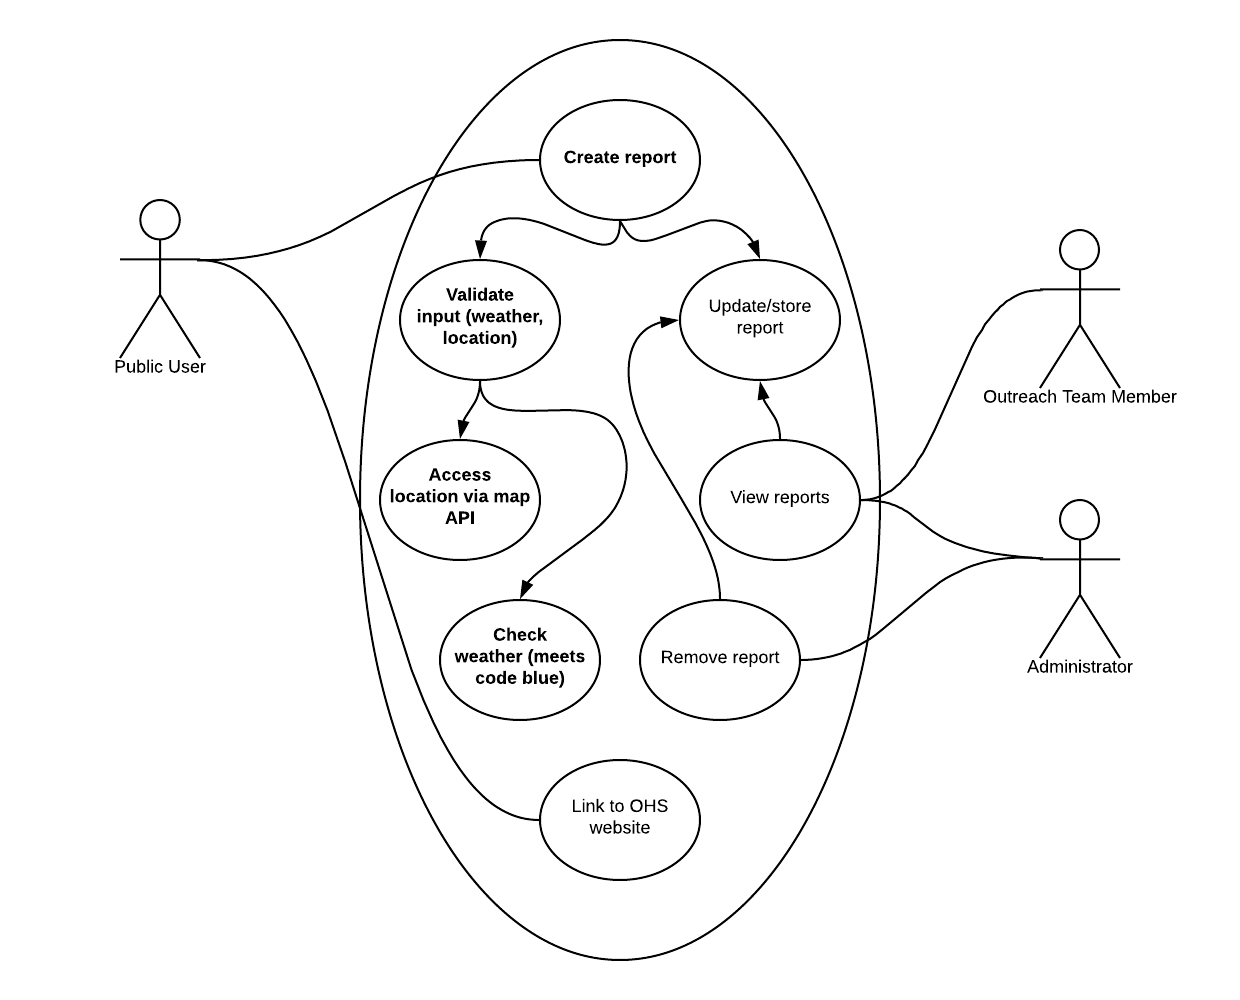 Create report
Validate
input (weather,
location)
Update/store
report
Public User
Outreach Team Member
Access
location via map
API
View reports
Check
weather (meets
code blue)
Remove report
Administrator
Link to OHS
website